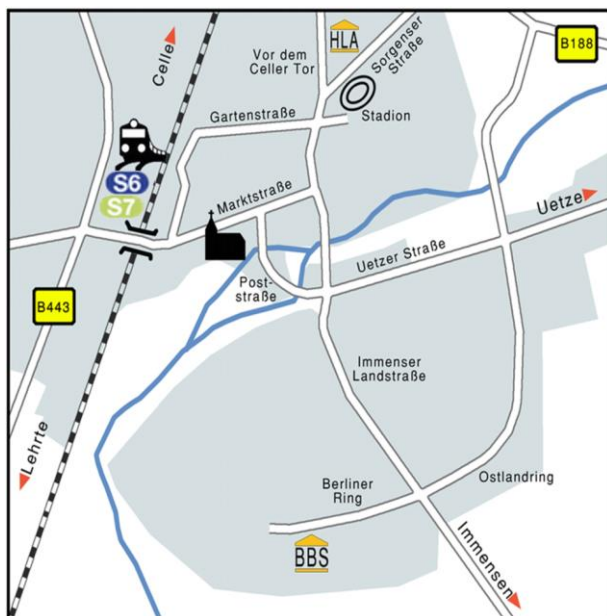 Celle
Vor dem
Celler Tor
HLA
Sorgenser
Straße
B188
Gartenstraße
Stadion
S6
S7
Marktstraße
Uetze
Uetzer Straße
Post-
straße
B443
Immenser
Landstraße
Lehrte
Berliner
Ring
Ostlandring
BBS
Immensen